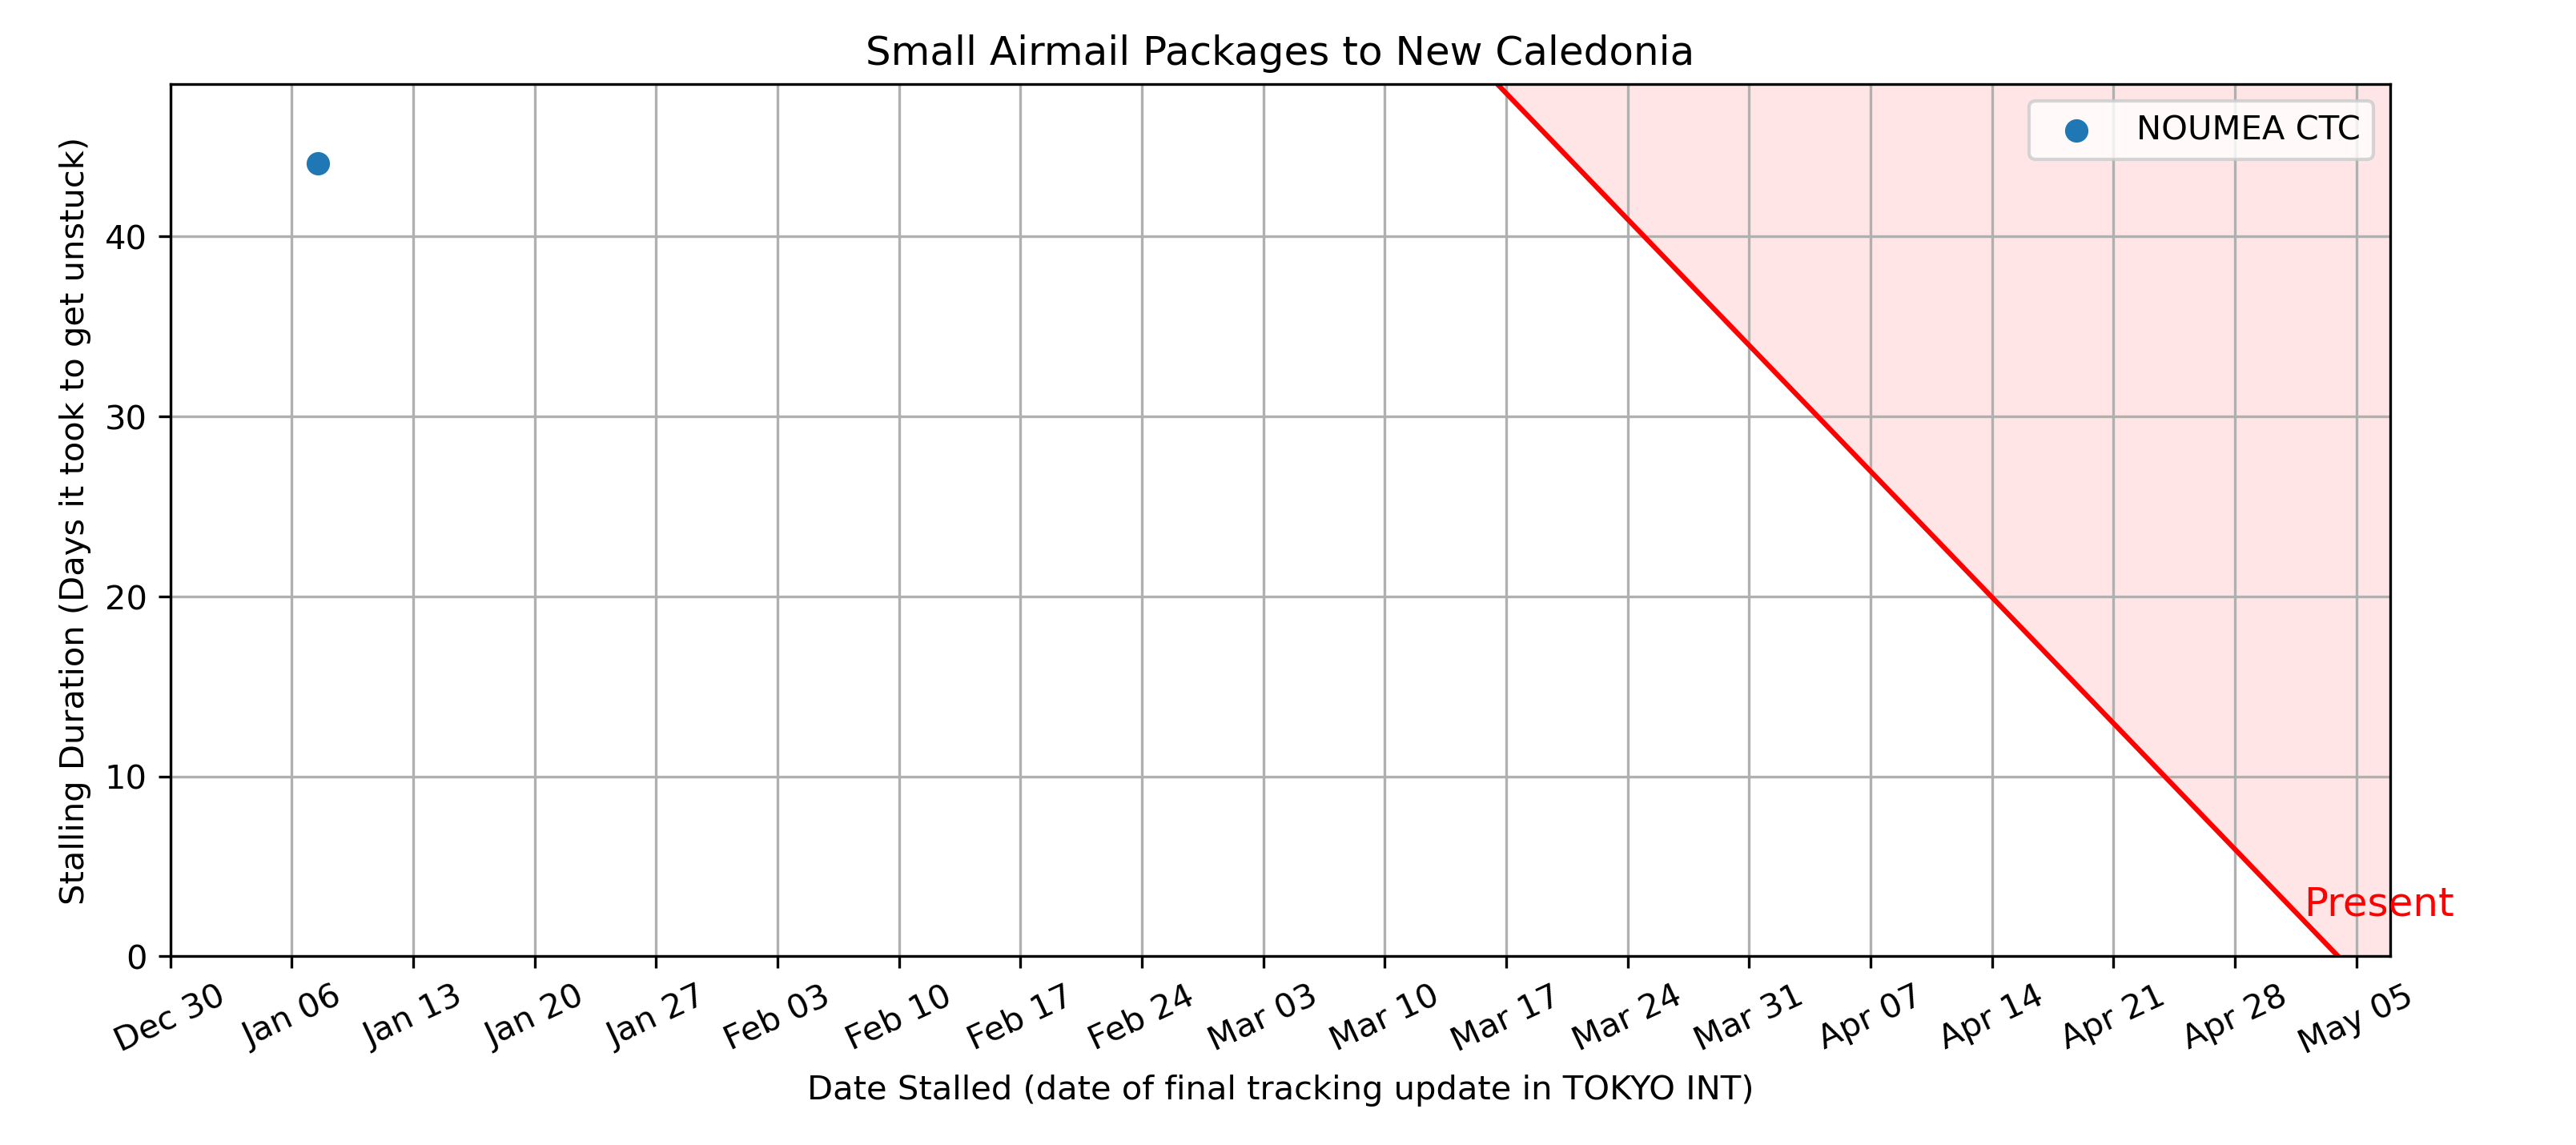 Small Airmail Packages to New Caledonia
NOUMEA CTC
Stalling Duration (Days it took to get unstuck)
40
30
20
10
0
Present
Dec 30
Jan 06
Jan 13
Jan 20
Jan 27
Feb 03
Feb 10
Feb 17
Feb 24
Mar 03
Mar 10
Mar 17
Mar 24
Mar 31
Apr 07
Apr 14
Apr 21
Apr 28
May 05
Date Stalled (date of final tracking update in TOKYO INT)